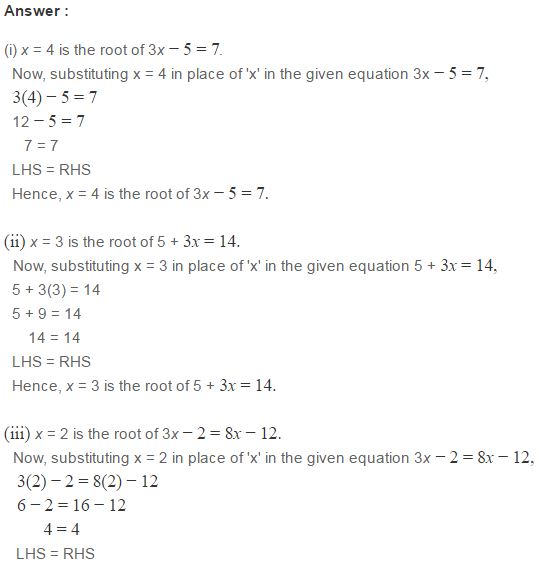 Answer :
(i) x = 4 is the root of 3x − 5 = 7.
Now, substituting x = 4 in place of 'x' in the given equation 3x − 5 = 7,
3(4) − 5 = 7
12 − 5 = 7
7 = 7
LHS = RHS
Hence, x = 4 is the root of 3x − 5 = 7.
(ii) x = 3 is the root of 5 + 3x = 14.
Now, substituting x = 3 in place of 'x' in the given equation 5 + 3x = 14,
5 + 3(3) = 14
5 + 9 = 14
14 = 14
LHS = RHS
Hence, x = 3 is the root of 5 + 3x = 14.
(iii) x = 2 is the root of 3x − 2 = 8x − 12.
Now, substituting x = 2 in place of 'x' in the given equation 3x − 2 = 8x − 12,
3(2) − 2 = 8(2) − 12
6 − 2 = 16 − 12
4 = 4
LHS = RHS